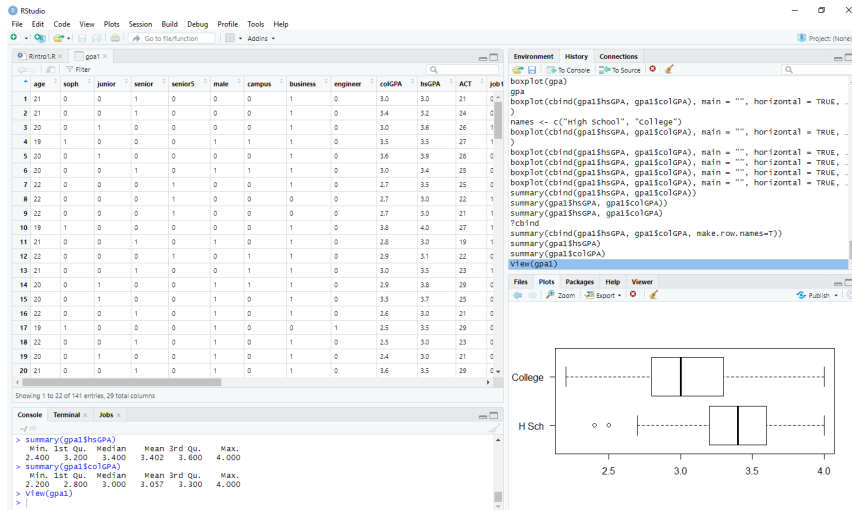 RStudio
File Edit Code View Plots Session Build Debug Profile Tools Help
Go to file/function Addins Project: (None)
RIntro1.R gpa1
Filter
age soph junior senior senior5 male campus business engineer colGPA hsGPA ACT job1
1 21 0 0 1 0 0 0 1 0 3.0 3.0 21 0
2 21 0 0 1 0 0 0 1 0 3.4 3.2 24 0
3 20 0 1 0 0 0 0 1 0 3.0 3.6 26 1
4 19 1 0 0 0 1 1 1 0 3.5 3.5 27 1
5 20 0 1 0 0 0 0 1 0 3.6 3.9 28 0
6 20 0 0 1 0 1 1 1 0 3.0 3.4 25 0
7 22 0 0 0 1 0 0 1 0 2.7 3.5 25 0
8 22 0 0 0 1 0 0 0 0 2.7 3.0 22 1
9 22 0 0 0 1 0 0 0 0 2.7 3.0 21 1
10 19 1 0 0 0 0 0 1 0 3.8 4.0 27 1
11 21 0 0 1 0 1 0 1 0 2.8 3.0 19 1
12 22 0 0 0 1 0 1 1 0 2.9 3.1 22 0
13 21 0 0 1 0 0 1 1 0 3.0 3.5 23 1
14 20 0 1 0 0 1 1 1 0 2.9 3.8 29 0
15 20 0 1 0 0 1 0 1 0 3.3 3.7 25 0
16 22 0 0 1 0 0 0 1 0 2.6 3.0 21 0
17 19 1 0 0 0 1 0 0 1 2.5 3.5 29 0
18 22 0 0 1 0 0 0 1 0 2.5 3.0 23 0
19 20 0 1 0 0 1 0 1 0 2.4 3.0 21 0
20 21 0 0 1 0 0 0 1 0 3.6 3.5 29 0
Showing 1 to 22 of 141 entries, 29 total columns
Console Terminal Jobs
~/
> summary(gpa1$hsGPA)
Min. 1st Qu. Median Mean 3rd Qu. Max.
2.400 3.200 3.400 3.402 3.600 4.000
> summary(gpa1$colGPA)
Min. 1st Qu. Median Mean 3rd Qu. Max.
2.200 2.800 3.000 3.057 3.300 4.000
> View(gpa1)
>
Environment History Connections
To Console To Source
boxplot(gpa)
gpa
boxplot(cbind(gpa1$hsGPA, gpa1$colGPA), main = "", horizontal = TRUE, …
)
names <- c("High School", "College")
boxplot(cbind(gpa1$hsGPA, gpa1$colGPA), main = "", horizontal = TRUE, …
)
boxplot(cbind(gpa1$hsGPA, gpa1$colGPA), main = "", horizontal = TRUE, …
boxplot(cbind(gpa1$hsGPA, gpa1$colGPA), main = "", horizontal = TRUE, …
boxplot(cbind(gpa1$hsGPA, gpa1$colGPA), main = "", horizontal = TRUE, …
boxplot(cbind(gpa1$hsGPA, gpa1$colGPA), main = "", horizontal = TRUE, …
summary(cbind(gpa1$hsGPA, gpa1$colGPA))
summary(gpa1$hsGPA, gpa1$colGPA))
summary(gpa1$hsGPA, gpa1$colGPA)
?cbind
summary(cbind(gpa1$hsGPA, gpa1$colGPA, make.row.names=T))
summary(gpa1$hsGPA)
summary(gpa1$colGPA)
View(gpa1)
Files Plots Packages Help Viewer
Zoom Export Publish
College
H Sch
2.5 3.0 3.5 4.0